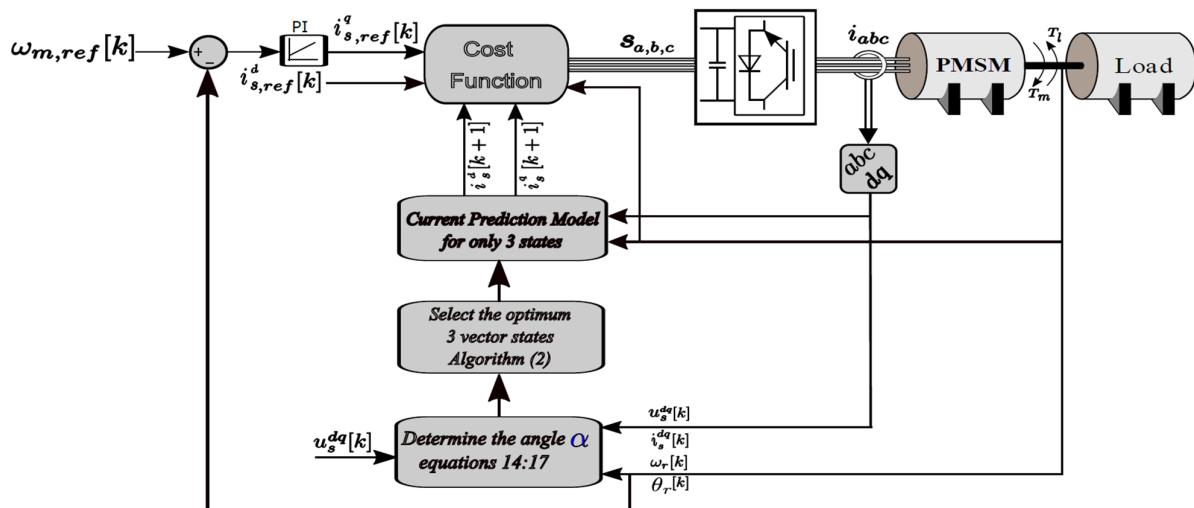 ω_{m,ref}[k]
+
−
PI
i^q_{s,ref}[k]
i^d_{s,ref}[k]
Cost
Function
s_{a,b,c}
i_{abc}
PMSM
T_l
T_m
Load
i^d_s[k+1]
i^q_s[k+1]
abc
dq
Current Prediction Model
for only 3 states
Select the optimum
3 vector states
Algorithm (2)
u^{dq}_s[k]
Determine the angle α
equations 14:17
u^{dq}_s[k]
i^{dq}_s[k]
ω_r[k]
θ_r[k]